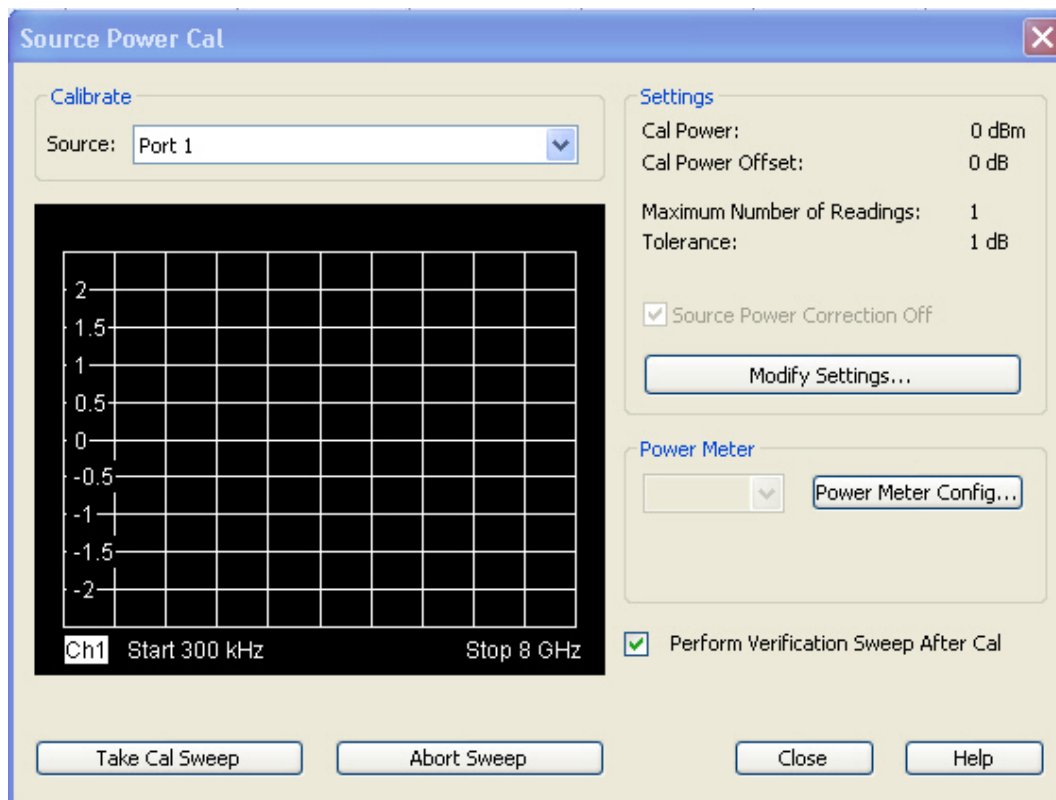 Source Power Cal
Calibrate
Source: Port 1
2
1.5
1
0.5
0
-0.5
-1
-1.5
-2
Ch1 Start 300 kHz Stop 8 GHz
Settings
Cal Power: 0 dBm
Cal Power Offset: 0 dB
Maximum Number of Readings: 1
Tolerance: 1 dB
Source Power Correction Off
Modify Settings...
Power Meter
Power Meter Config...
Perform Verification Sweep After Cal
Take Cal Sweep Abort Sweep Close Help